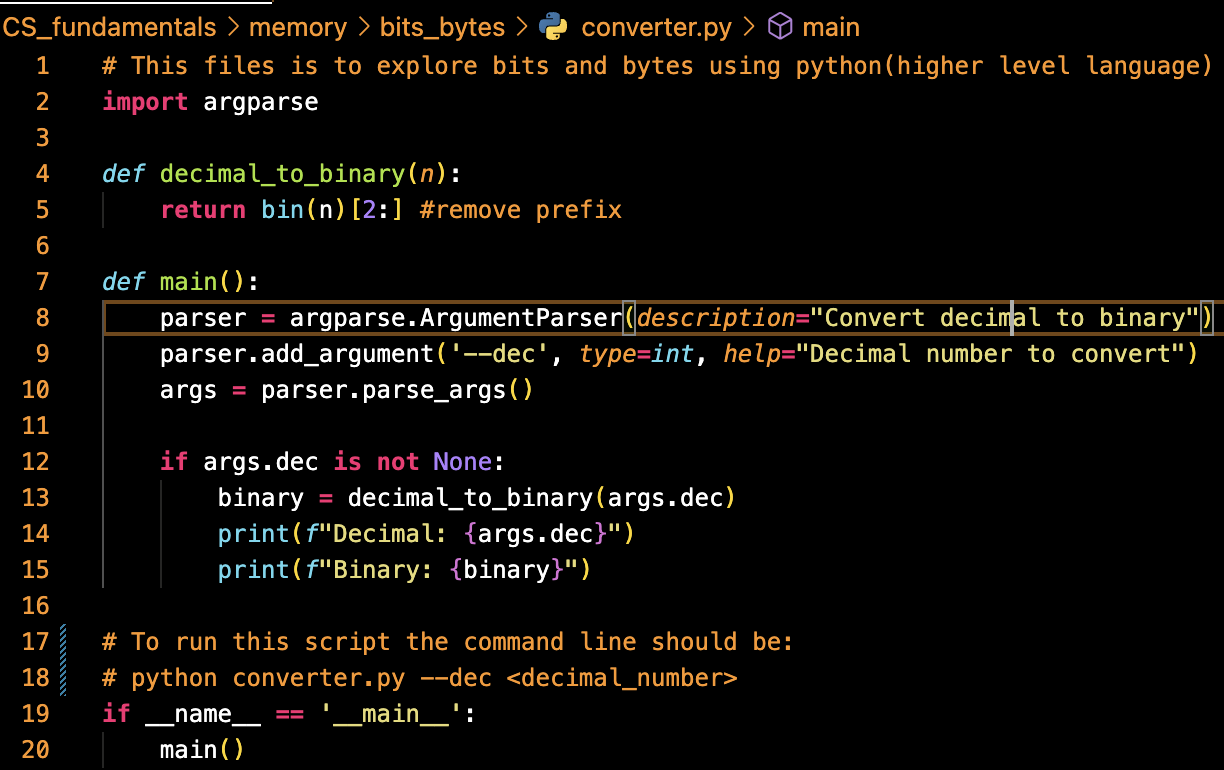 CS_fundamentals > memory > bits_bytes > converter.py > main
1 # This files is to explore bits and bytes using python(higher level language)
2 import argparse
3
4 def decimal_to_binary(n):
5     return bin(n)[2:] #remove prefix
6
7 def main():
8     parser = argparse.ArgumentParser(description="Convert decimal to binary")
9     parser.add_argument('--dec', type=int, help="Decimal number to convert")
10     args = parser.parse_args()
11
12     if args.dec is not None:
13         binary = decimal_to_binary(args.dec)
14         print(f"Decimal: {args.dec}")
15         print(f"Binary: {binary}")
16
17 # To run this script the command line should be:
18 # python converter.py --dec <decimal_number>
19 if __name__ == '__main__':
20     main()